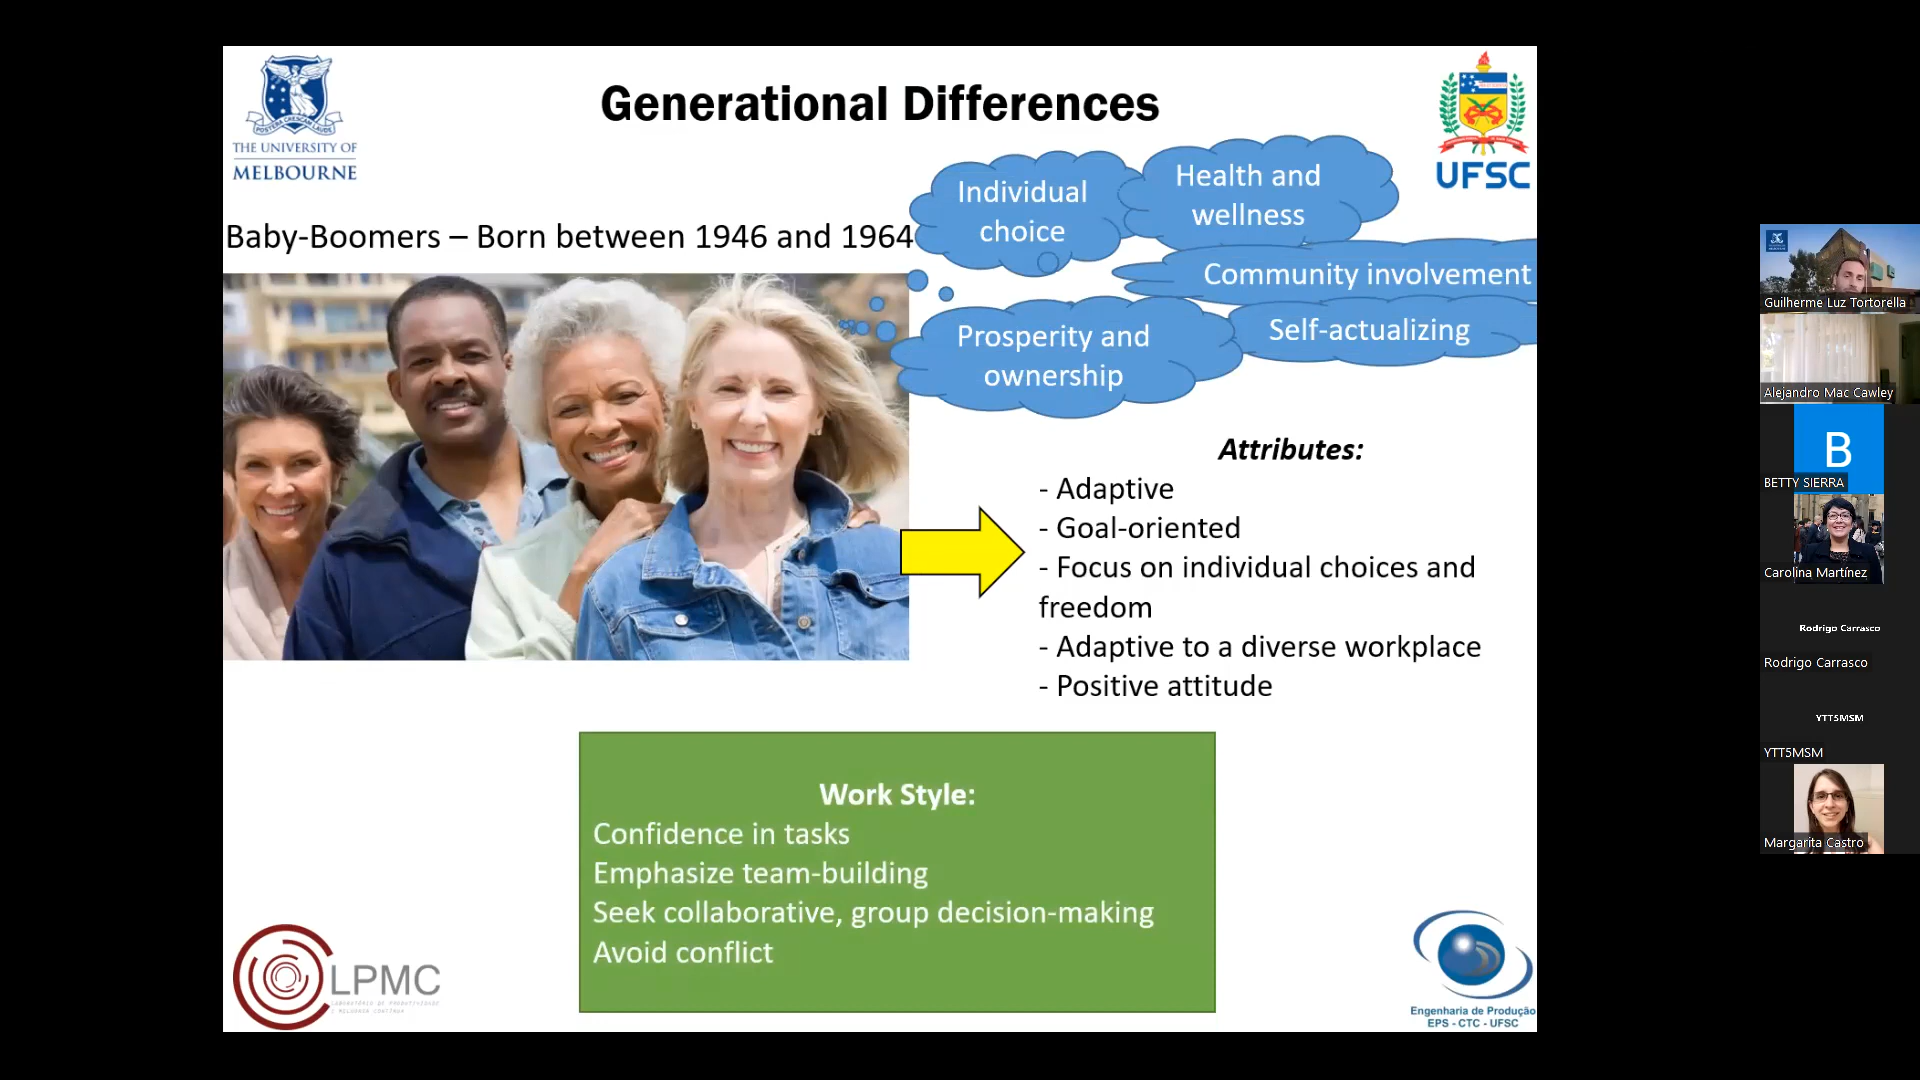 Generational Differences
THE UNIVERSITY OF
MELBOURNE
UFSC
Baby-Boomers – Born between 1946 and 1964
Individual
choice
Health and
wellness
Community involvement
Prosperity and
ownership
Self-actualizing
Attributes:
- Adaptive
- Goal-oriented
- Focus on individual choices and
freedom
- Adaptive to a diverse workplace
- Positive attitude
Work Style:
Confidence in tasks
Emphasize team-building
Seek collaborative, group decision-making
Avoid conflict
LPMC
Engenharia de Produção
EPS - CTC - UFSC
Guilherme Luz Tortorella
Alejandro Mac Cawley
B
BETTY SIERRA
Carolina Martínez
Rodrigo Carrasco
Rodrigo Carrasco
YTT5MSM
YTT5MSM
Margarita Castro